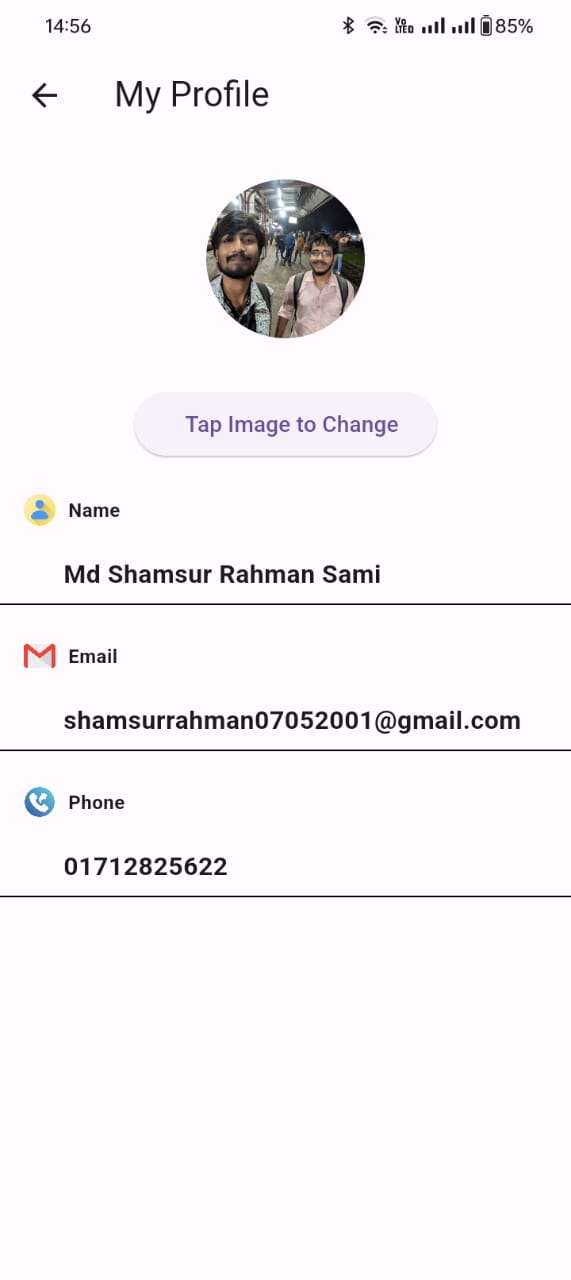 14:56
Vo LTE 85%
My Profile
Tap Image to Change
Name
Md Shamsur Rahman Sami
Email
shamsurrahman07052001@gmail.com
Phone
01712825622